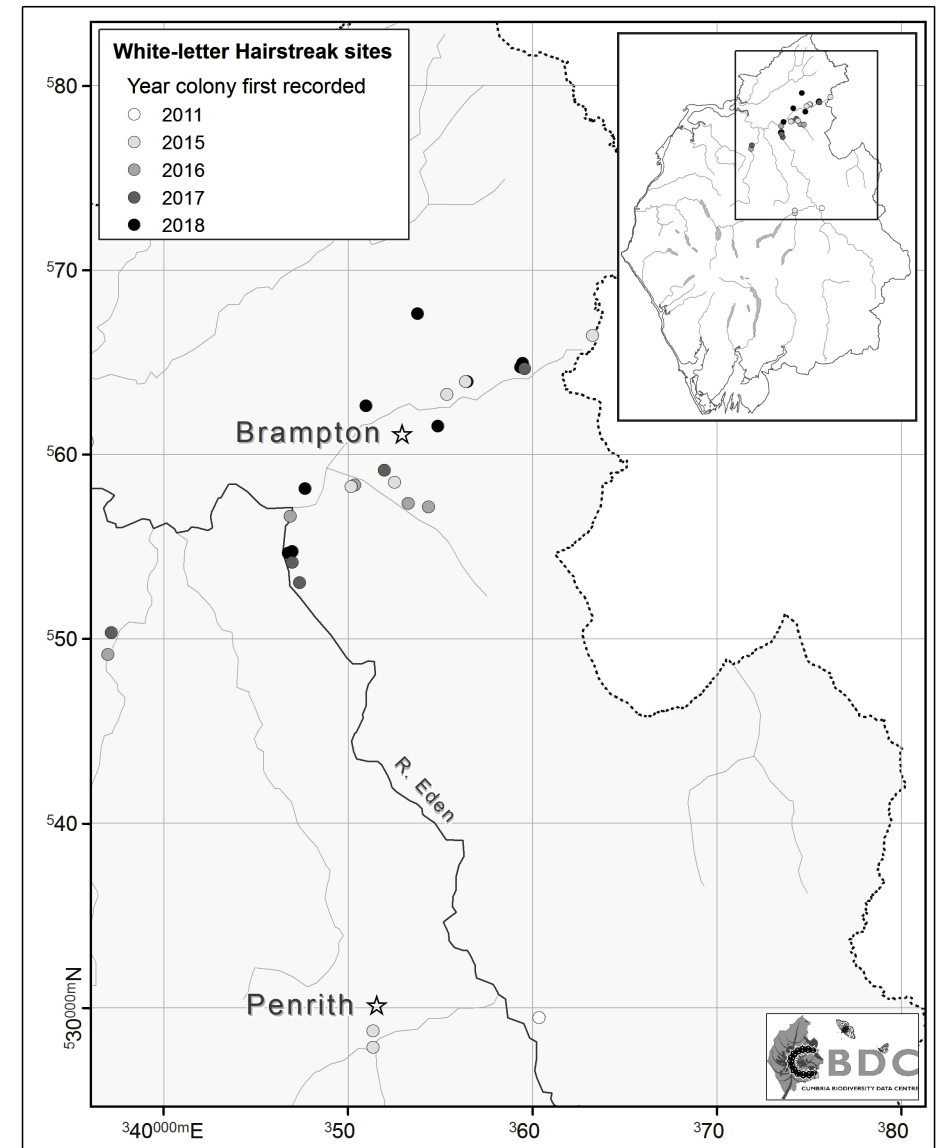 White-letter Hairstreak sites
Year colony first recorded
2011
2015
2016
2017
2018
580
570
560
550
540
530000mN
Brampton
R. Eden
Penrith
CBDC
CUMBRIA BIODIVERSITY DATA CENTRE
340000mE
350
360
370
380